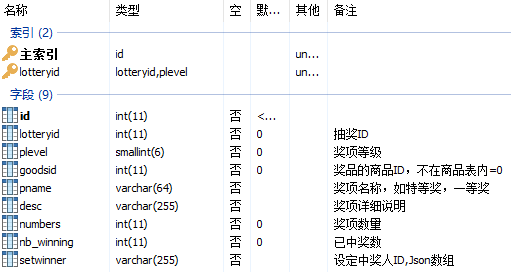 名称 类型 空 默... 其他 备注
索引 (2)
主索引 id un...
lotteryid lotteryid,plevel un...
字段 (9)
id int(11) 否 <...
lotteryid int(11) 否 0 抽奖ID
plevel smallint(6) 否 0 奖项等级
goodsid int(11) 否 0 奖品的商品ID，不在商品表内=0
pname varchar(64) 否 奖项名称，如特等奖，一等奖
desc varchar(255) 否 奖项详细说明
numbers int(11) 否 0 奖项数量
nb_winning int(11) 否 0 已中奖数
setwinner varchar(255) 否 设定中奖人ID,Json数组